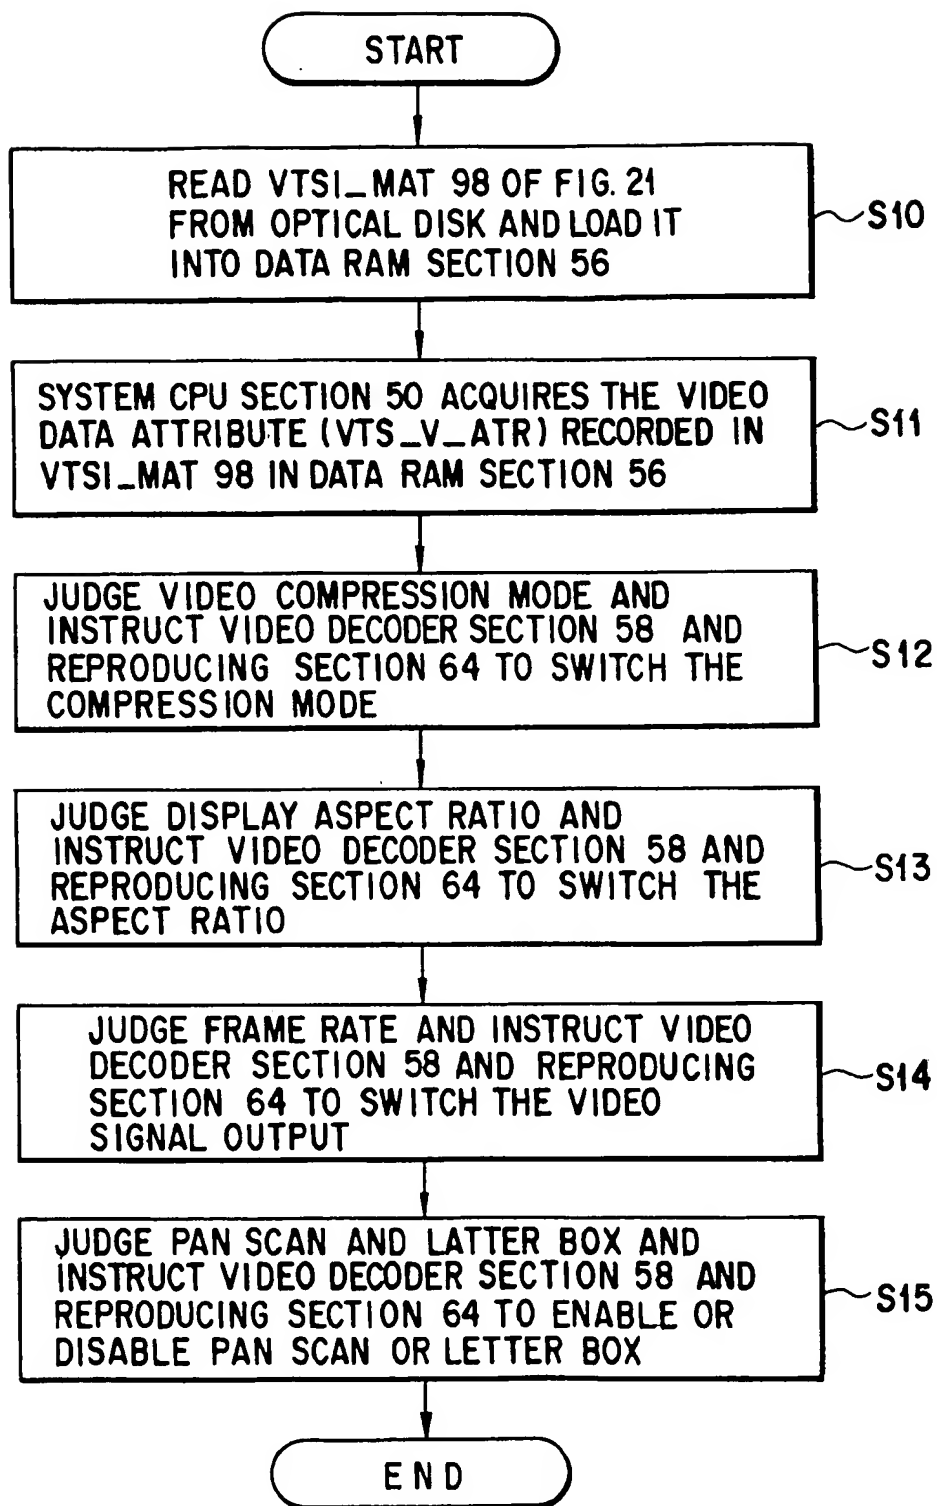 START
READ VTSI_MAT 98 OF FIG. 21
FROM OPTICAL DISK AND LOAD IT
INTO DATA RAM SECTION 56
S10
SYSTEM CPU SECTION 50 ACQUIRES THE VIDEO
DATA ATTRIBUTE (VTS_V_ATR) RECORDED IN
VTSI_MAT 98 IN DATA RAM SECTION 56
S11
JUDGE VIDEO COMPRESSION MODE AND
INSTRUCT VIDEO DECODER SECTION 58 AND
REPRODUCING SECTION 64 TO SWITCH THE
COMPRESSION MODE
S12
JUDGE DISPLAY ASPECT RATIO AND
INSTRUCT VIDEO DECODER SECTION 58 AND
REPRODUCING SECTION 64 TO SWITCH THE
ASPECT RATIO
S13
JUDGE FRAME RATE AND INSTRUCT VIDEO
DECODER SECTION 58 AND REPRODUCING
SECTION 64 TO SWITCH THE VIDEO
SIGNAL OUTPUT
S14
JUDGE PAN SCAN AND LATTER BOX AND
INSTRUCT VIDEO DECODER SECTION 58 AND
REPRODUCING SECTION 64 TO ENABLE OR
DISABLE PAN SCAN OR LETTER BOX
S15
END